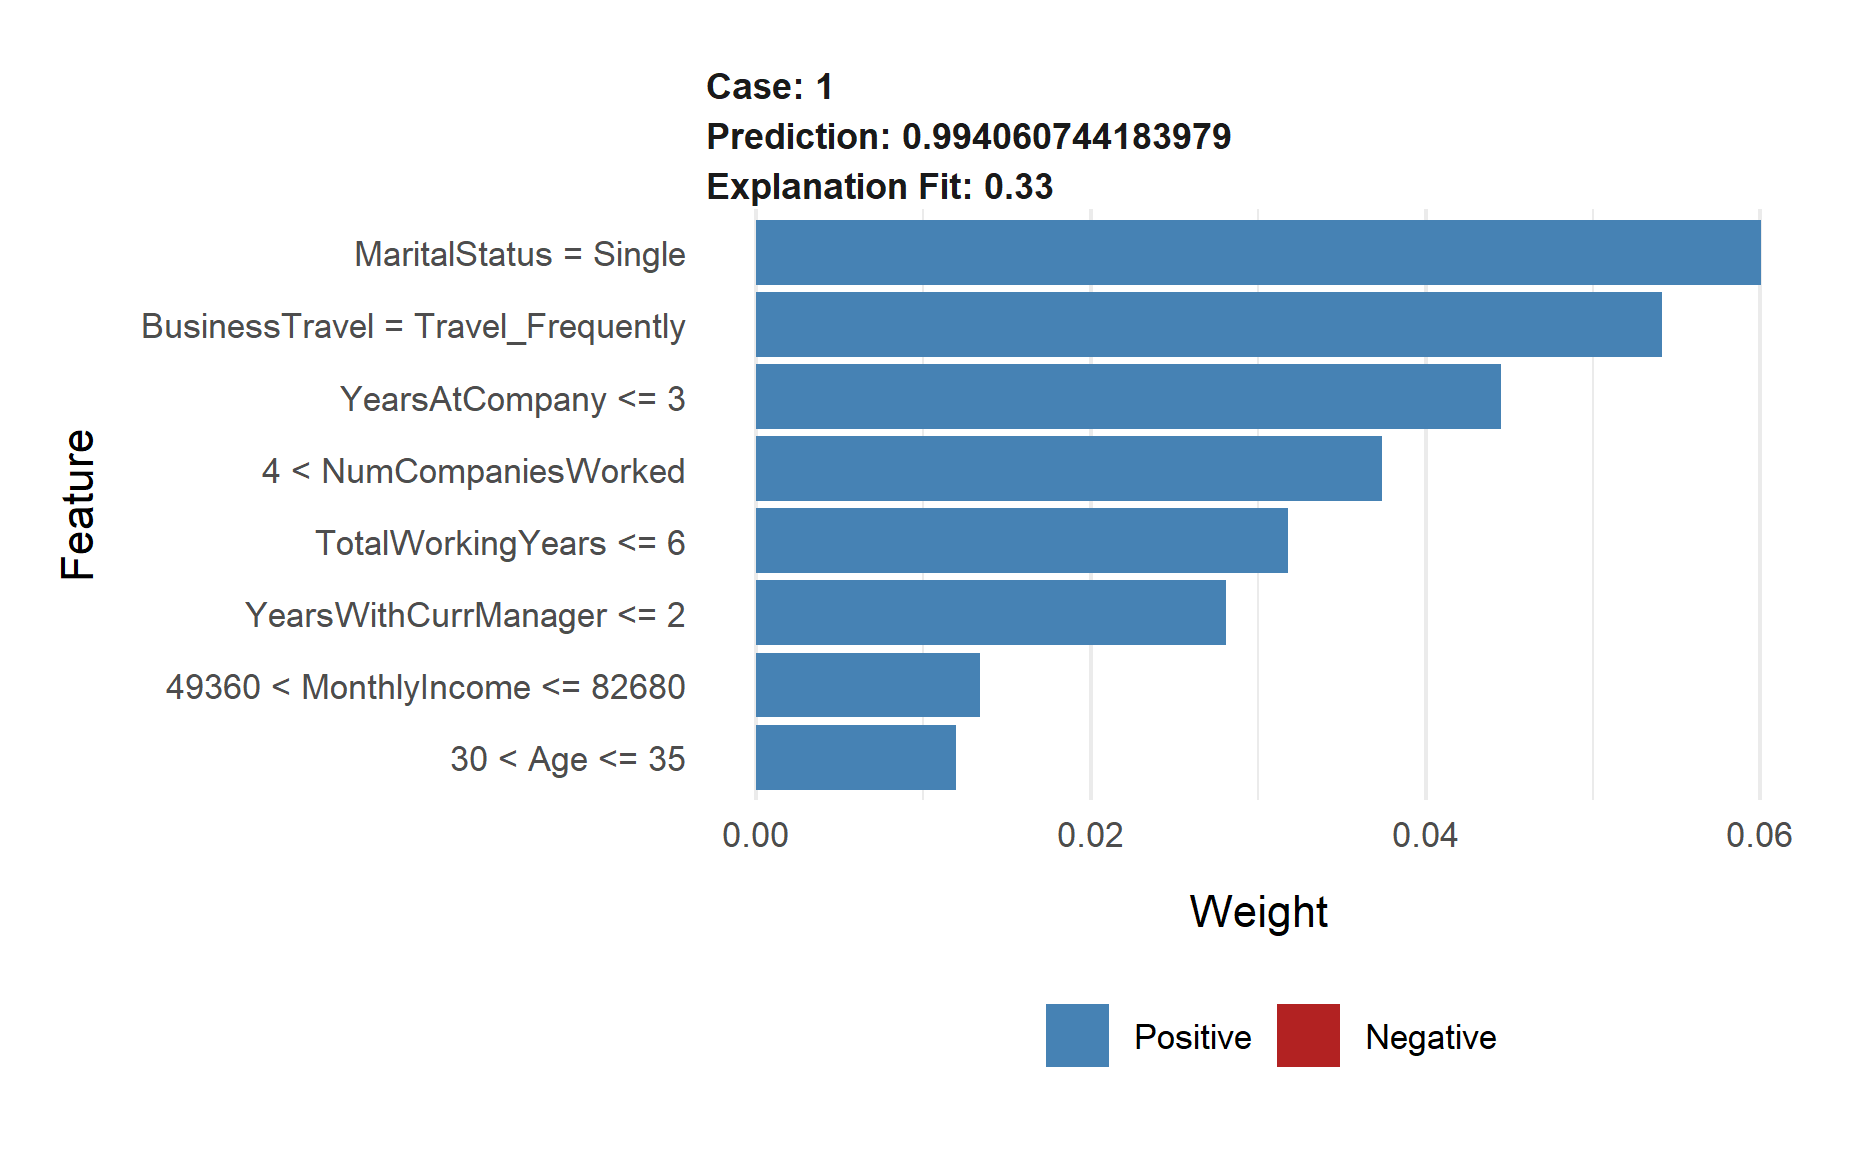 Case: 1
Prediction: 0.994060744183979
Explanation Fit: 0.33
MaritalStatus = Single
BusinessTravel = Travel_Frequently
YearsAtCompany <= 3
4 < NumCompaniesWorked
TotalWorkingYears <= 6
YearsWithCurrManager <= 2
49360 < MonthlyIncome <= 82680
30 < Age <= 35
Feature
0.00 0.02 0.04 0.06
Weight
Positive Negative